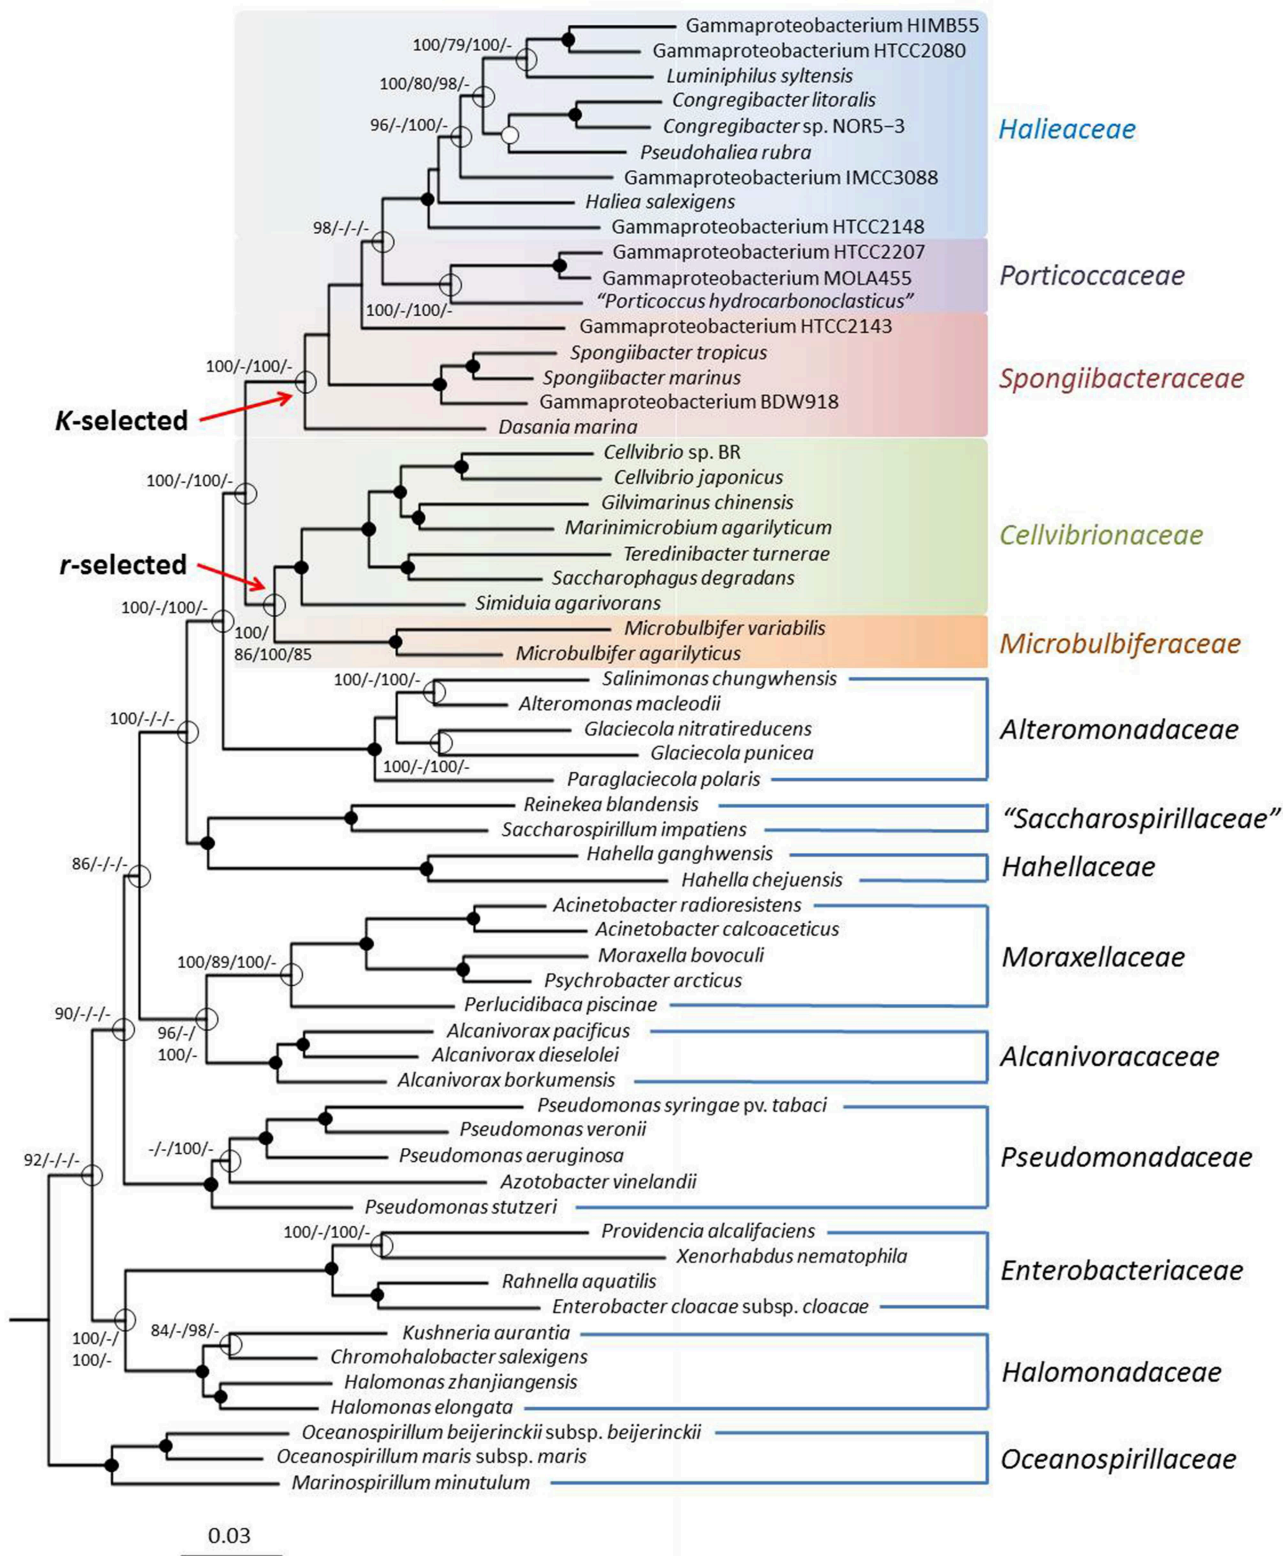 Gammaproteobacterium HIMB55
100/79/100/-
Gammaproteobacterium HTCC2080
Luminiphilus syltensis
100/80/98/-
Congregibacter litoralis
96/-/100/-
Congregibacter sp. NOR5−3
Halieaceae
Pseudohaliea rubra
Gammaproteobacterium IMCC3088
Haliea salexigens
98/-/-/-
Gammaproteobacterium HTCC2148
Gammaproteobacterium HTCC2207
Gammaproteobacterium MOLA455
Porticoccaceae
“Porticoccus hydrocarbonoclasticus”
100/-/100/-
Gammaproteobacterium HTCC2143
Spongiibacter tropicus
100/-/100/-
Spongiibacter marinus
Spongiibacteraceae
Gammaproteobacterium BDW918
K-selected
Dasania marina
Cellvibrio sp. BR
100/-/100/-
Cellvibrio japonicus
Gilvimarinus chinensis
Marinimicrobium agarilyticum
Cellvibrionaceae
Teredinibacter turnerae
r-selected
Saccharophagus degradans
Simiduia agarivorans
100/-/100/-
100/
86/100/85
Microbulbifer variabilis
Microbulbiferaceae
Microbulbifer agarilyticus
100/-/100/-
Salinimonas chungwhensis
Alteromonas macleodii
100/-/-/-
Glaciecola nitratireducens
Alteromonadaceae
Glaciecola punicea
100/-/100/-
Paraglaciecola polaris
Reinekea blandensis
“Saccharospirillaceae”
Saccharospirillum impatiens
Hahella ganghwensis
86/-/-/-
Hahellaceae
Hahella chejuensis
Acinetobacter radioresistens
Acinetobacter calcoaceticus
100/89/100/-
Moraxella bovoculi
Moraxellaceae
Psychrobacter arcticus
Perlucidibaca piscinae
90/-/-/-
96/-/
100/-
Alcanivorax pacificus
Alcanivorax dieselolei
Alcanivoracaceae
Alcanivorax borkumensis
Pseudomonas syringae pv. tabaci
Pseudomonas veronii
-/-/100/-
92/-/-/-
Pseudomonas aeruginosa
Pseudomonadaceae
Azotobacter vinelandii
Pseudomonas stutzeri
100/-/100/-
Providencia alcalifaciens
Xenorhabdus nematophila
Enterobacteriaceae
Rahnella aquatilis
Enterobacter cloacae subsp. cloacae
100/-/
100/-
84/-/98/-
Kushneria aurantia
Chromohalobacter salexigens
Halomonadaceae
Halomonas zhanjiangensis
Halomonas elongata
Oceanospirillum beijerinckii subsp. beijerinckii
Oceanospirillum maris subsp. maris
Oceanospirillaceae
Marinospirillum minutulum
0.03